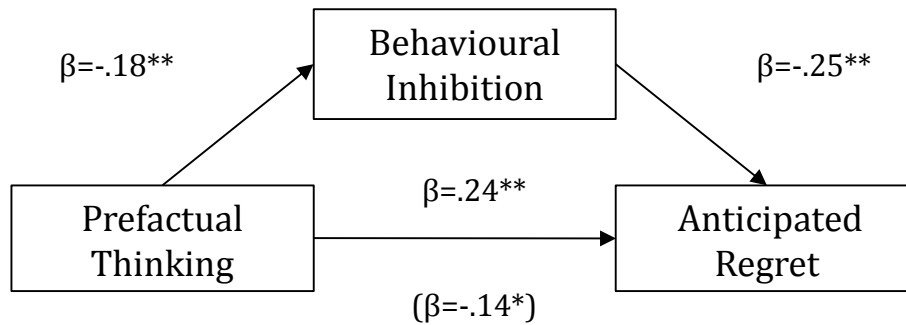 β=-.18**
Behavioural
Inhibition
β=-.25**
β=.24**
Prefactual
Thinking
Anticipated
Regret
(β=-.14*)